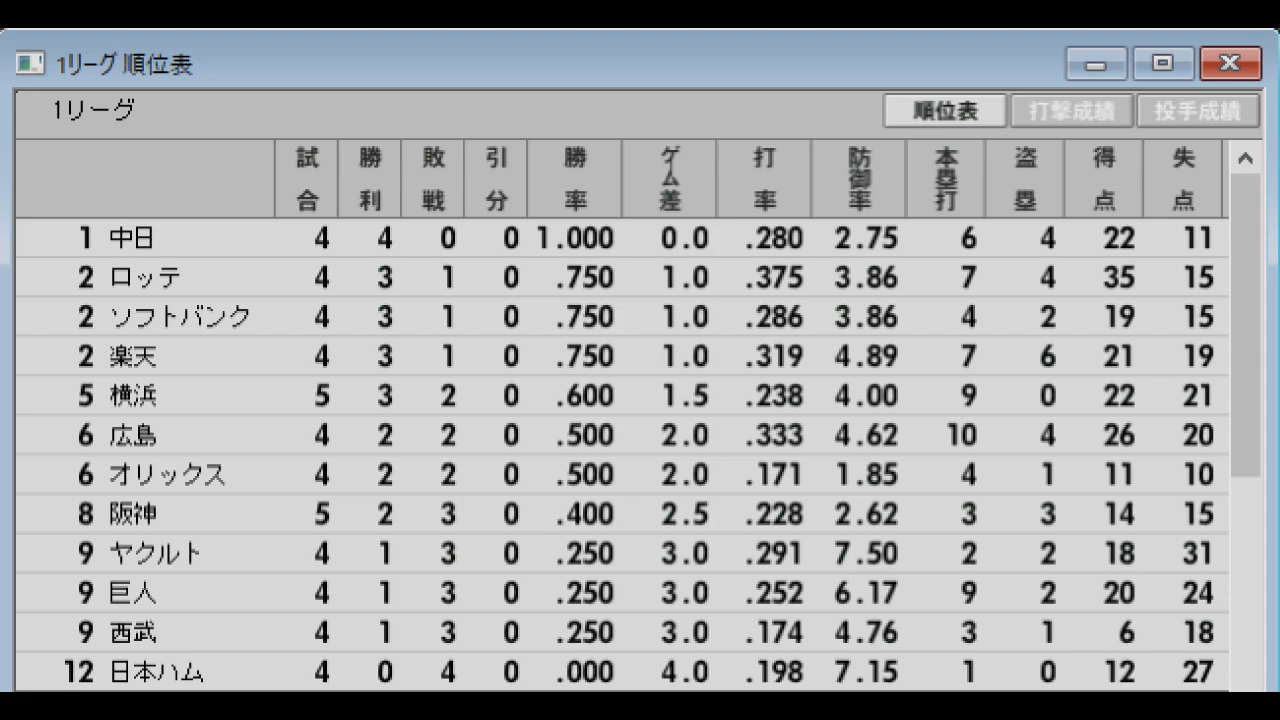 1リーグ 順位表
1リーグ 順位表 打撃成績 投手成績
試合 勝利 敗戦 引分 勝率 ゲーム差 打率 防御率 本塁打 盗塁 得点 失点
1 中日 4 4 0 0 1.000 0.0 .280 2.75 6 4 22 11
2 ロッテ 4 3 1 0 .750 1.0 .375 3.86 7 4 35 15
2 ソフトバンク 4 3 1 0 .750 1.0 .286 3.86 4 2 19 15
2 楽天 4 3 1 0 .750 1.0 .319 4.89 7 6 21 19
5 横浜 5 3 2 0 .600 1.5 .238 4.00 9 0 22 21
6 広島 4 2 2 0 .500 2.0 .333 4.62 10 4 26 20
6 オリックス 4 2 2 0 .500 2.0 .171 1.85 4 1 11 10
8 阪神 5 2 3 0 .400 2.5 .228 2.62 3 3 14 15
9 ヤクルト 4 1 3 0 .250 3.0 .291 7.50 2 2 18 31
9 巨人 4 1 3 0 .250 3.0 .252 6.17 9 2 20 24
9 西武 4 1 3 0 .250 3.0 .174 4.76 3 1 6 18
12 日本ハム 4 0 4 0 .000 4.0 .198 7.15 1 0 12 27